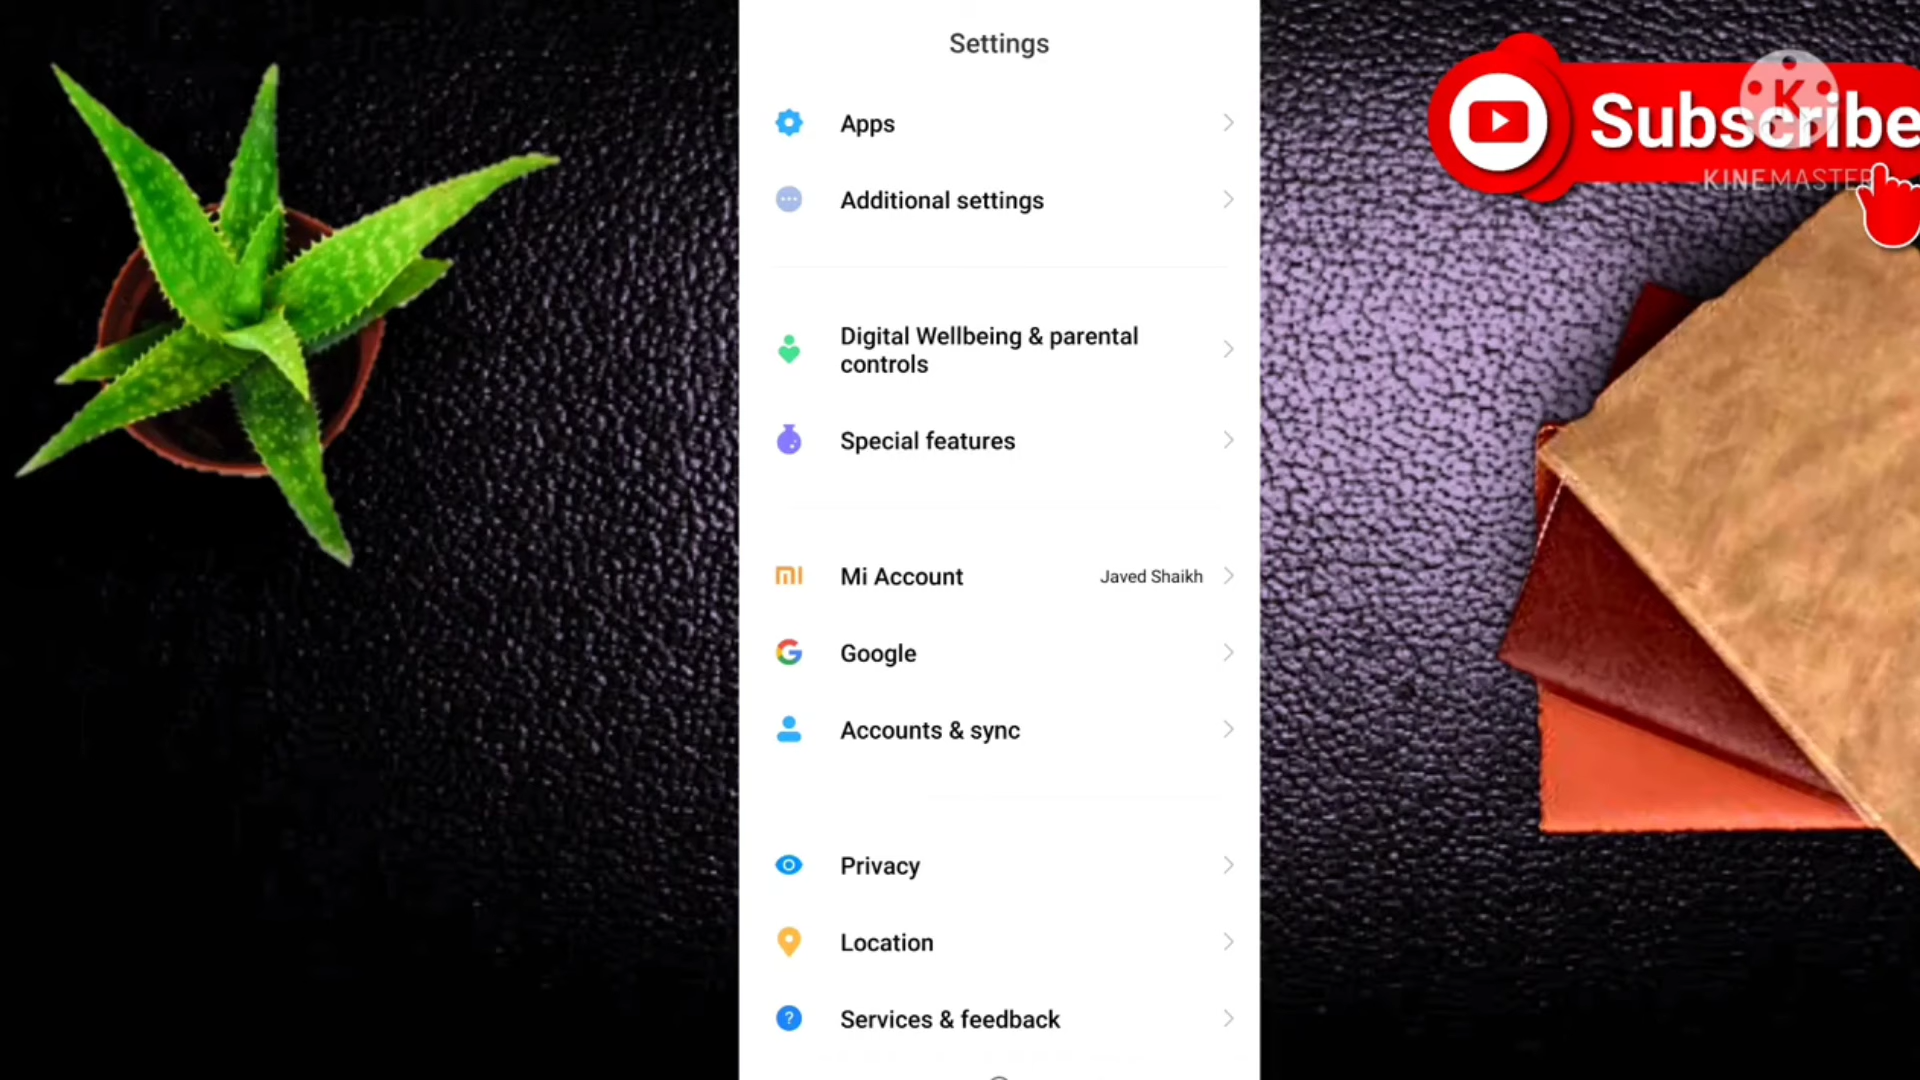 Settings
Apps
Additional settings
Digital Wellbeing & parental
controls
Special features
mi
Mi Account
Javed Shaikh
Google
Accounts & sync
Privacy
Location
?
Services & feedback
Subscribe
K
KINEMASTER